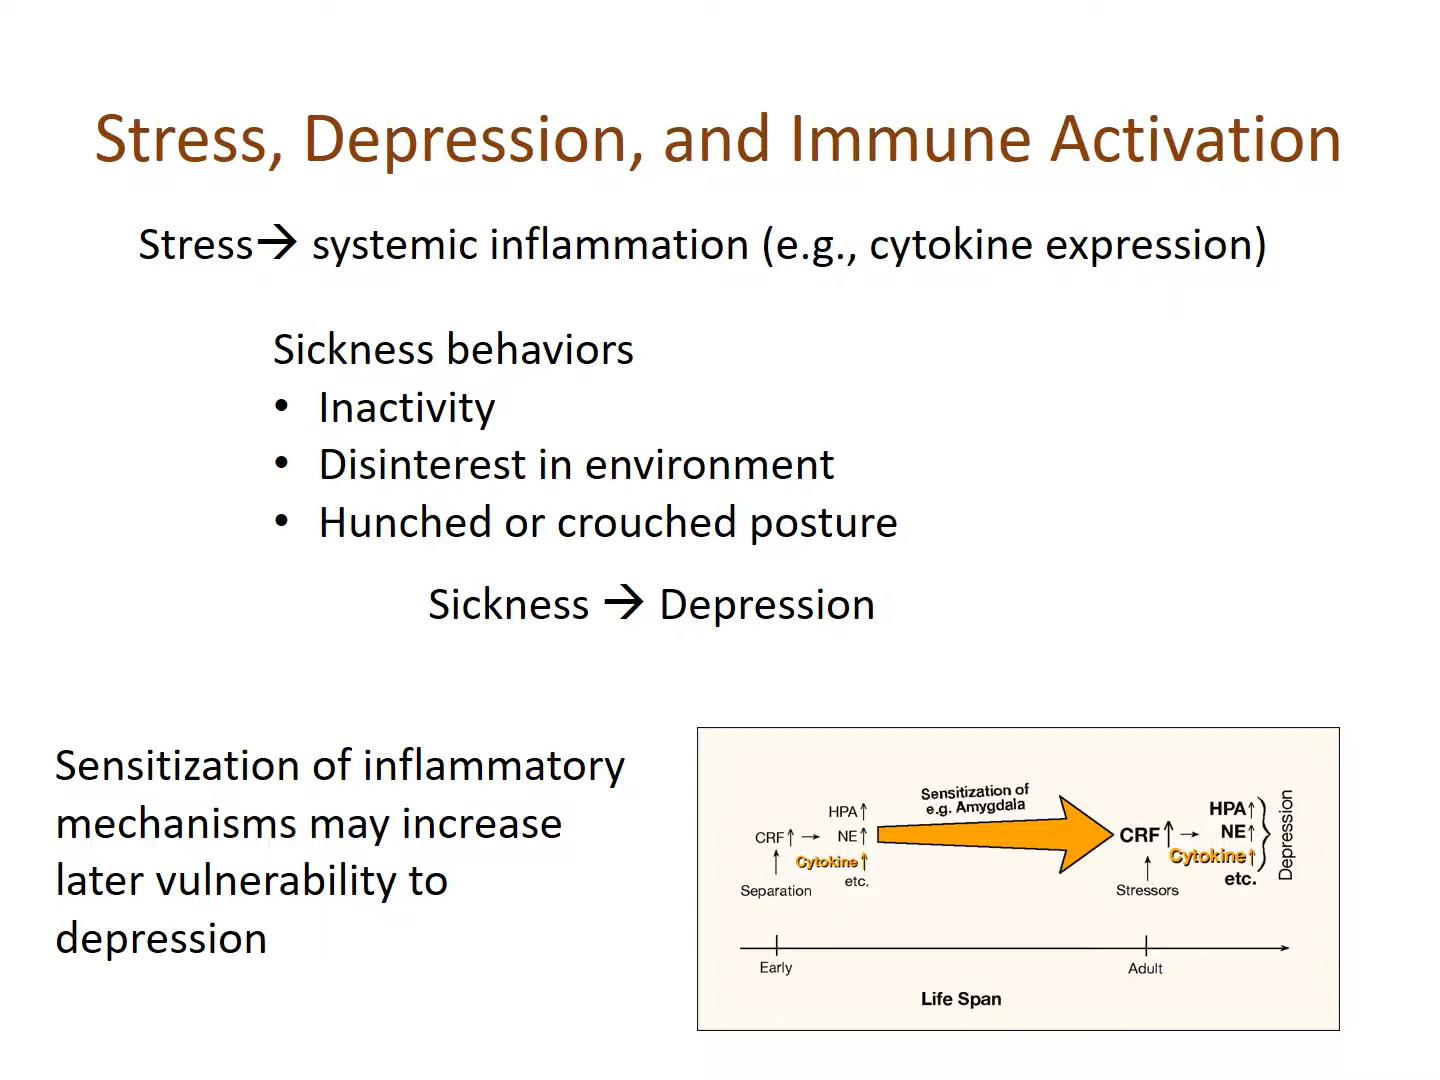 Stress, Depression, and Immune Activation
Stress→ systemic inflammation (e.g., cytokine expression)
Sickness behaviors
• Inactivity
• Disinterest in environment
• Hunched or crouched posture
Sickness → Depression
Sensitization of inflammatory
mechanisms may increase
later vulnerability to
depression
Sensitization of
e.g. Amygdala
HPA↑
CRF↑ → NE↑
Cytokine↑
etc.
Separation
HPA↑
CRF↑ → NE↑
Cytokine↑
etc.
Stressors
Depression
Early
Adult
Life Span